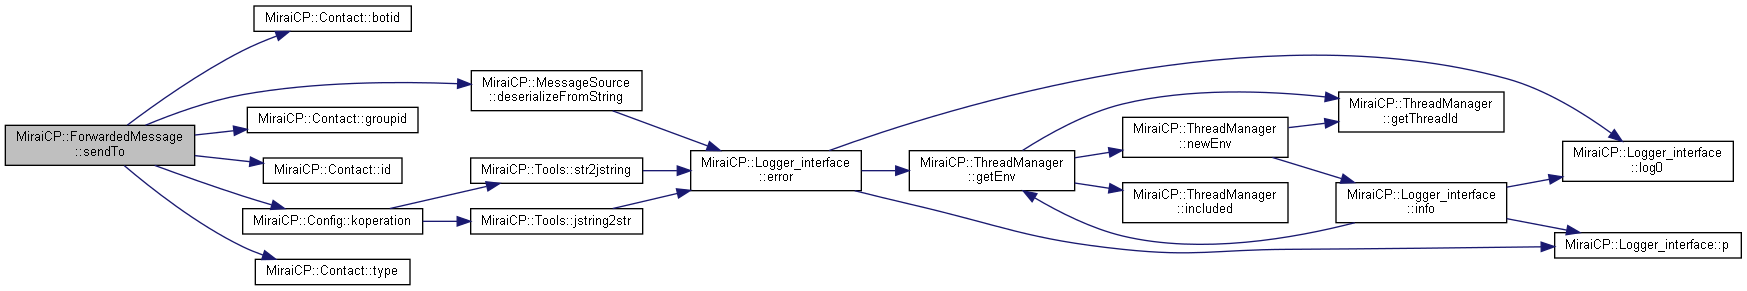 MiraiCP::ForwardedMessage
::sendTo
MiraiCP::Contact::botid
MiraiCP::MessageSource
::deserializeFromString
MiraiCP::Contact::groupid
MiraiCP::Contact::id
MiraiCP::Config::koperation
MiraiCP::Contact::type
MiraiCP::Tools::str2jstring
MiraiCP::Tools::jstring2str
MiraiCP::Logger_interface
::error
MiraiCP::ThreadManager
::getEnv
MiraiCP::ThreadManager
::newEnv
MiraiCP::ThreadManager
::included
MiraiCP::ThreadManager
::getThreadId
MiraiCP::Logger_interface
::info
MiraiCP::Logger_interface
::log0
MiraiCP::Logger_interface::p